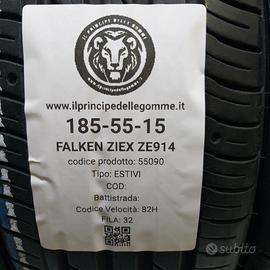 IL PRINCIPE DELLE GOMME
www.ilprincipedellegomme.it
185-55-15
FALKEN ZIEX ZE914
codice prodotto: 55090
Tipo: ESTIVI
COD:
Battistrada:
Codice Velocità: 82H
FILA: 32
subito